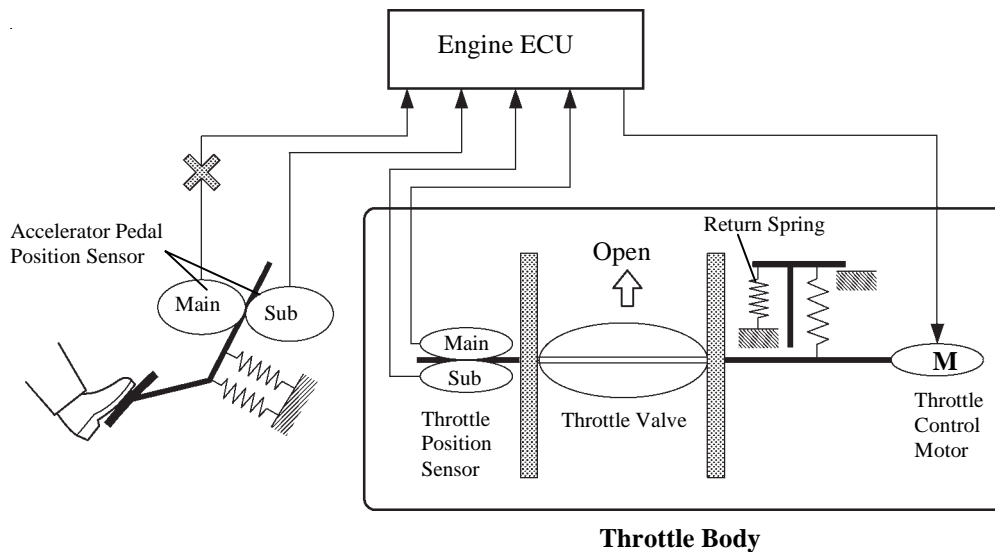 Engine ECU
Accelerator Pedal
Position Sensor
Main
Sub
Return Spring
Open
Main
Sub
M
Throttle
Position
Sensor
Throttle Valve
Throttle
Control
Motor
Throttle Body